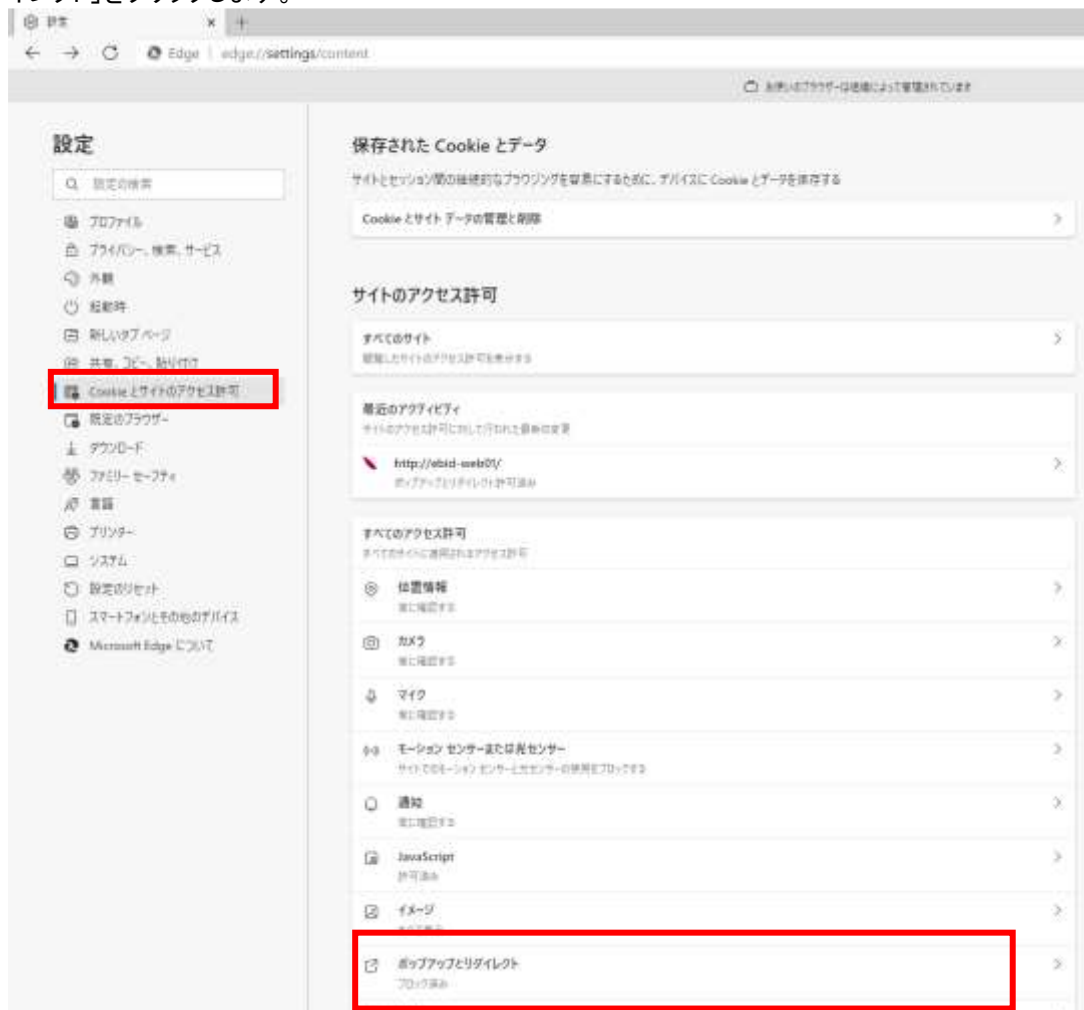 設定
Edge | edge://settings/content
お使いのブラウザーは組織によって管理されています
設定
設定の検索
プロファイル
プライバシー、検索、サービス
外観
起動時
新しいタブ ページ
共有、コピー、貼り付け
Cookie とサイトのアクセス許可
既定のブラウザー
ダウンロード
ファミリー セーフティ
言語
プリンター
システム
設定のリセット
スマートフォンとその他のデバイス
Microsoft Edge について
保存された Cookie とデータ
サイトとセッション間の継続的なブラウジングを容易にするために、デバイスに Cookie とデータを保存する
Cookie とサイト データの管理と削除
サイトのアクセス許可
すべてのサイト
閲覧したサイトのアクセス許可を表示する
最近のアクティビティ
サイトのアクセス許可に対して行われた最新の変更
http://ebid-web01/
ポップアップとリダイレクト 許可済み
すべてのアクセス許可
すべてのサイトに適用されるアクセス許可
位置情報
常に確認する
カメラ
常に確認する
マイク
常に確認する
モーション センサーまたは光センサー
サイトでのモーション センサーと光センサーの使用をブロックする
通知
常に確認する
JavaScript
許可済み
イメージ
ポップアップとリダイレクト
ブロック済み